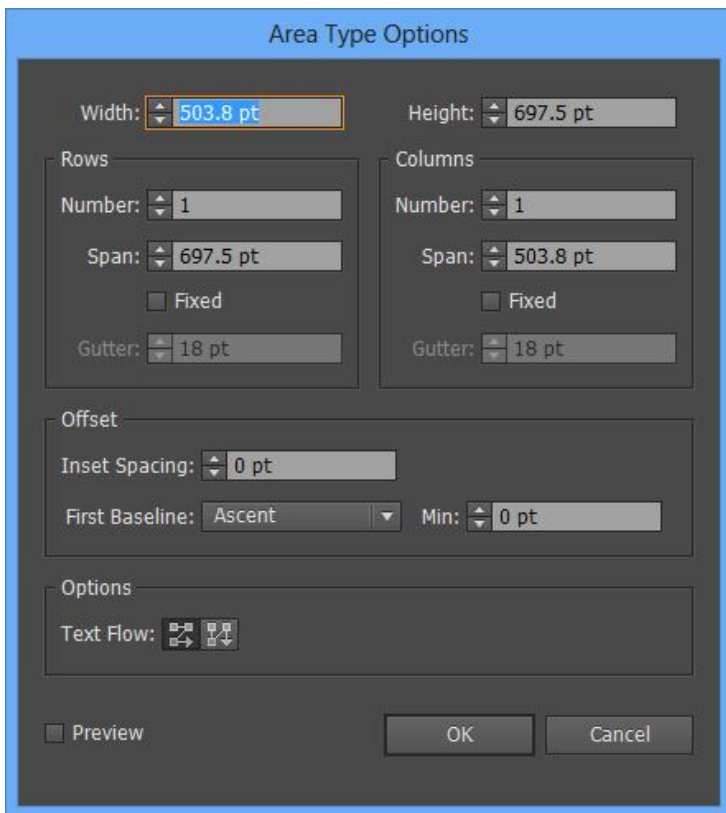 Area Type Options
Width: 503.8 pt Height: 697.5 pt
Rows Columns
Number: 1 Number: 1
Span: 697.5 pt Span: 503.8 pt
Fixed Fixed
Gutter: 18 pt Gutter: 18 pt
Offset
Inset Spacing: 0 pt
First Baseline: Ascent Min: 0 pt
Options
Text Flow:
Preview OK Cancel